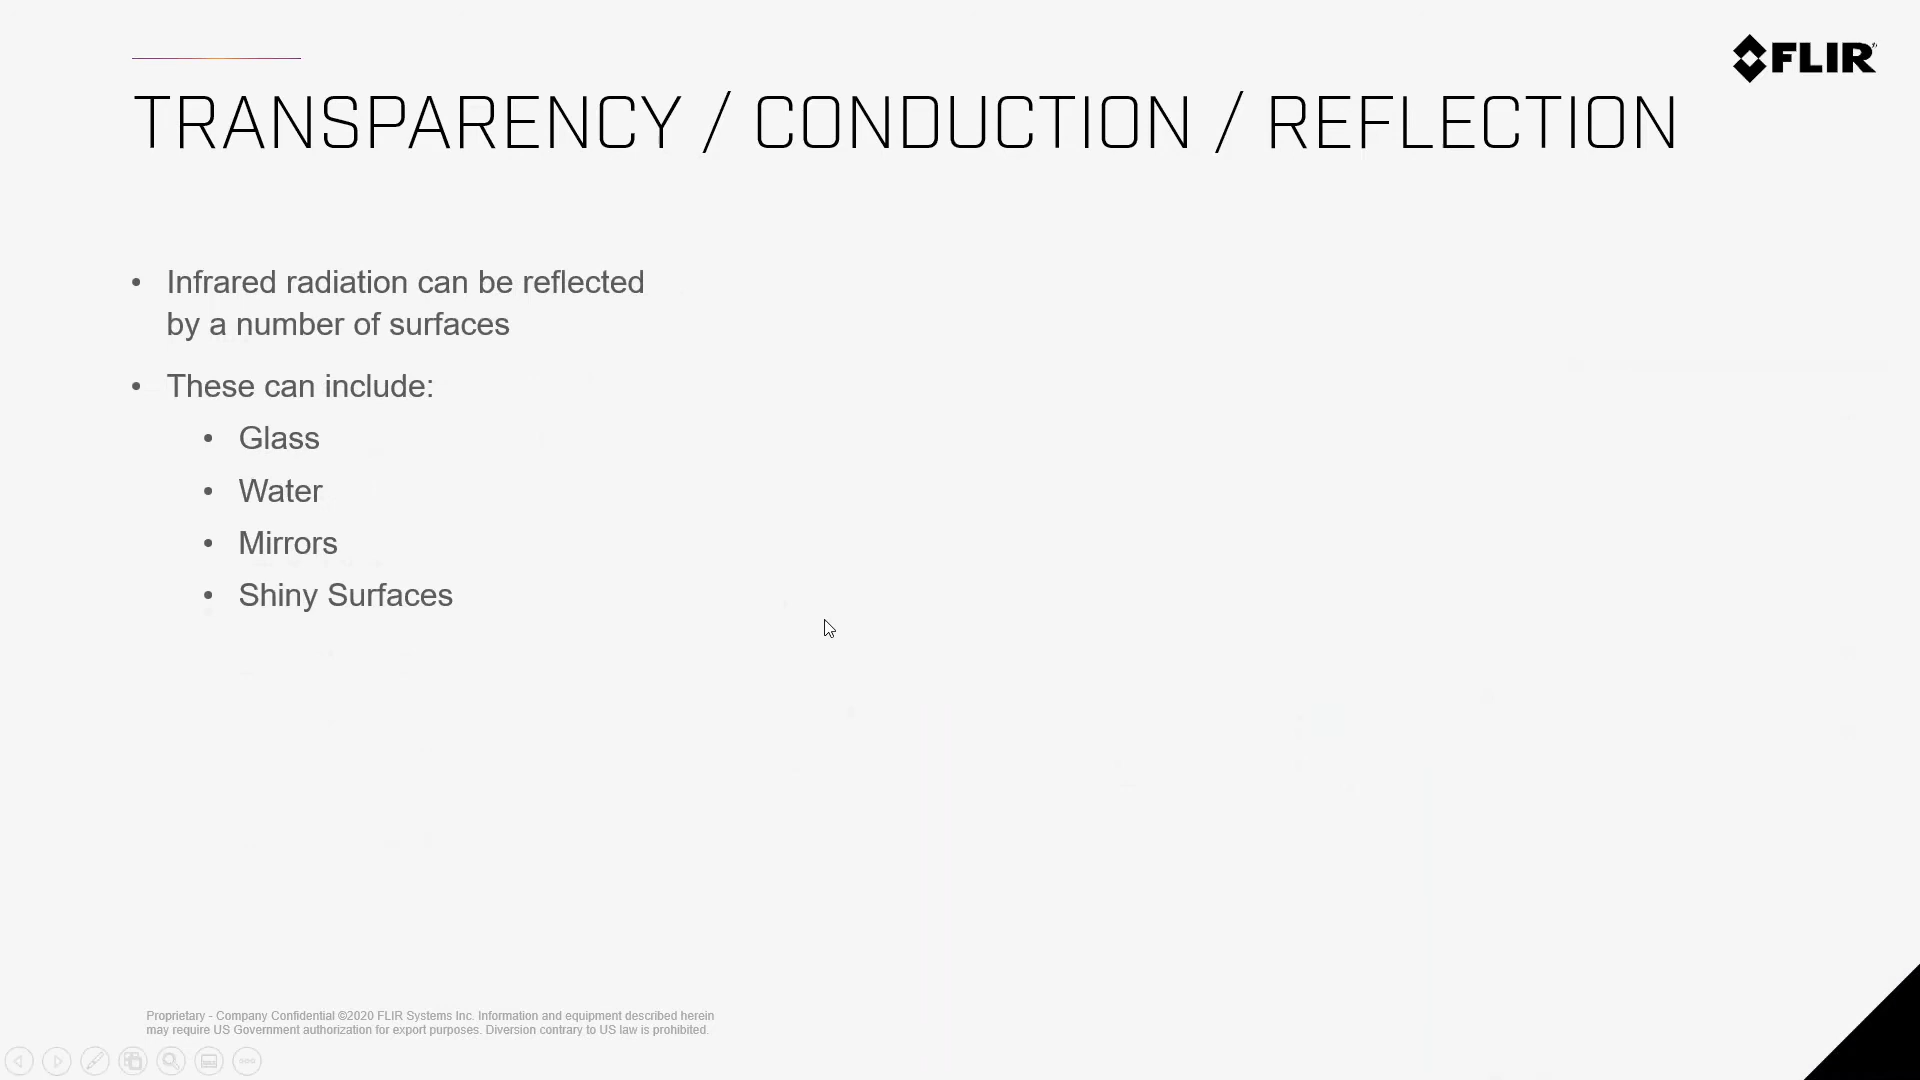 FLIR
TRANSPARENCY / CONDUCTION / REFLECTION
• Infrared radiation can be reflected
by a number of surfaces
• These can include:
• Glass
• Water
• Mirrors
• Shiny Surfaces
Proprietary - Company Confidential ©2020 FLIR Systems Inc. Information and equipment described herein
may require US Government authorization for export purposes. Diversion contrary to US law is prohibited.